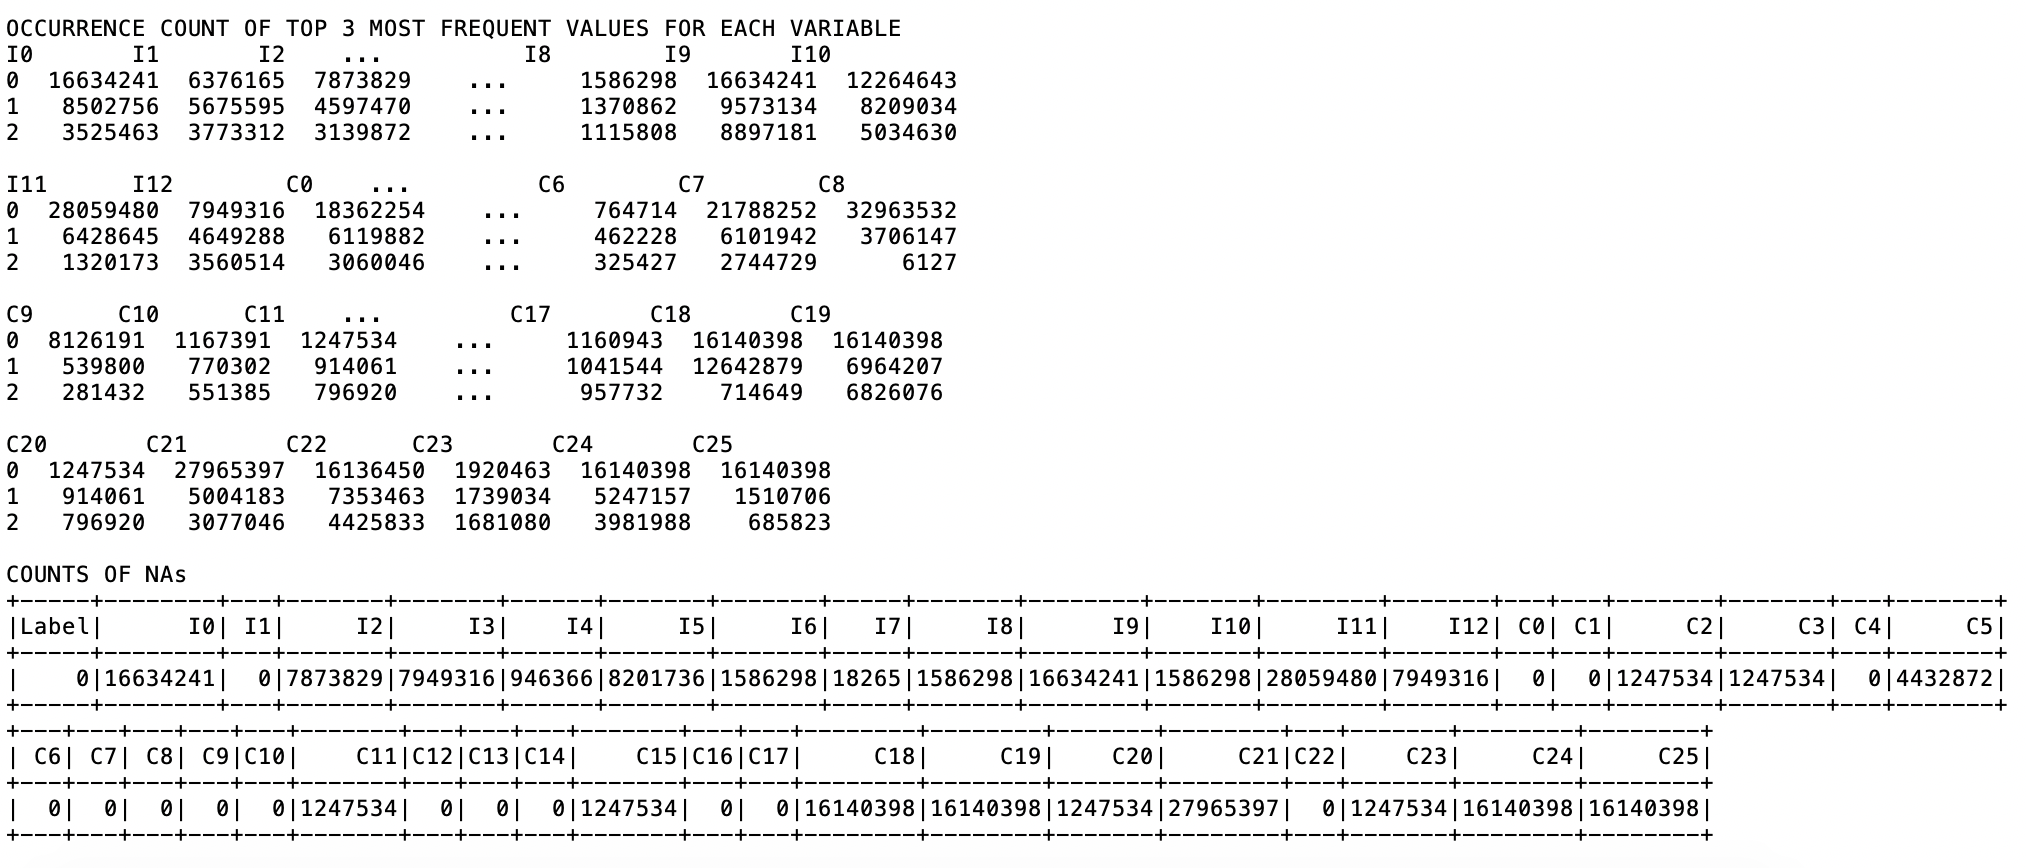 OCCURRENCE COUNT OF TOP 3 MOST FREQUENT VALUES FOR EACH VARIABLE
I0       I1       I2    ...          I8        I9       I10
0  16634241  6376165  7873829    ...     1586298  16634241  12264643
1   8502756  5675595  4597470    ...     1370862   9573134   8209034
2   3525463  3773312  3139872    ...     1115808   8897181   5034630
I11      I12        C0    ...         C6        C7        C8
0  28059480  7949316  18362254    ...     764714  21788252  32963532
1   6428645  4649288   6119882    ...     462228   6101942   3706147
2   1320173  3560514   3060046    ...     325427   2744729      6127
C9      C10      C11    ...         C17       C18       C19
0  8126191  1167391  1247534    ...     1160943  16140398  16140398
1   539800   770302   914061    ...     1041544  12642879   6964207
2   281432   551385   796920    ...      957732    714649   6826076
C20       C21       C22      C23       C24       C25
0  1247534  27965397  16136450  1920463  16140398  16140398
1   914061   5004183   7353463  1739034   5247157   1510706
2   796920   3077046   4425833  1681080   3981988    685823
COUNTS OF NAs
+-----+--------+---+-------+-------+------+-------+-------+-----+-------+--------+-------+--------+-------+---+---+-------+-------+---+-------+
|Label|      I0| I1|     I2|     I3|    I4|     I5|     I6|   I7|     I8|      I9|    I10|     I11|    I12| C0| C1|     C2|     C3| C4|     C5|
+-----+--------+---+-------+-------+------+-------+-------+-----+-------+--------+-------+--------+-------+---+---+-------+-------+---+-------+
|    0|16634241|  0|7873829|7949316|946366|8201736|1586298|18265|1586298|16634241|1586298|28059480|7949316|  0|  0|1247534|1247534|  0|4432872|
+-----+--------+---+-------+-------+------+-------+-------+-----+-------+--------+-------+--------+-------+---+---+-------+-------+---+-------+
+---+---+---+---+---+-------+---+---+---+-------+---+---+--------+--------+-------+--------+---+-------+--------+--------+
| C6| C7| C8| C9|C10|    C11|C12|C13|C14|    C15|C16|C17|     C18|     C19|    C20|     C21|C22|    C23|     C24|     C25|
+---+---+---+---+---+-------+---+---+---+-------+---+---+--------+--------+-------+--------+---+-------+--------+--------+
|  0|  0|  0|  0|  0|1247534|  0|  0|  0|1247534|  0|  0|16140398|16140398|1247534|27965397|  0|1247534|16140398|16140398|
+---+---+---+---+---+-------+---+---+---+-------+---+---+--------+--------+-------+--------+---+-------+--------+--------+